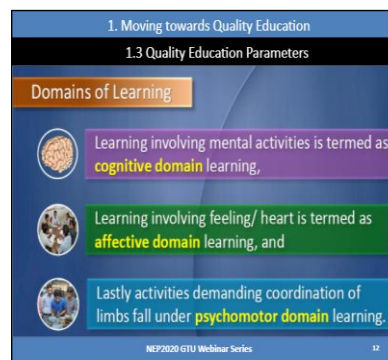 1. Moving towards Quality Education
1.3 Quality Education Parameters
Domains of Learning
Learning involving mental activities is termed as
cognitive domain learning,
Learning involving feeling/ heart is termed as
affective domain learning, and
Lastly activities demanding coordination of
limbs fall under psychomotor domain learning.
NEP2020 GTU Webinar Series
12